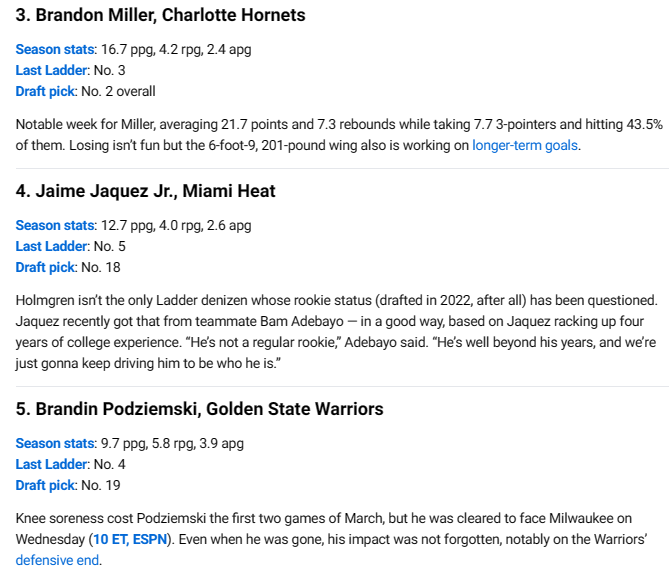 3. Brandon Miller, Charlotte Hornets
Season stats: 16.7 ppg, 4.2 rpg, 2.4 apg
Last Ladder: No. 3
Draft pick: No. 2 overall
Notable week for Miller, averaging 21.7 points and 7.3 rebounds while taking 7.7 3-pointers and hitting 43.5%
of them. Losing isn’t fun but the 6-foot-9, 201-pound wing also is working on longer-term goals.
4. Jaime Jaquez Jr., Miami Heat
Season stats: 12.7 ppg, 4.0 rpg, 2.6 apg
Last Ladder: No. 5
Draft pick: No. 18
Holmgren isn’t the only Ladder denizen whose rookie status (drafted in 2022, after all) has been questioned.
Jaquez recently got that from teammate Bam Adebayo — in a good way, based on Jaquez racking up four
years of college experience. “He’s not a regular rookie,” Adebayo said. “He’s well beyond his years, and we’re
just gonna keep driving him to be who he is.”
5. Brandin Podziemski, Golden State Warriors
Season stats: 9.7 ppg, 5.8 rpg, 3.9 apg
Last Ladder: No. 4
Draft pick: No. 19
Knee soreness cost Podziemski the first two games of March, but he was cleared to face Milwaukee on
Wednesday (10 ET, ESPN). Even when he was gone, his impact was not forgotten, notably on the Warriors’
defensive end.